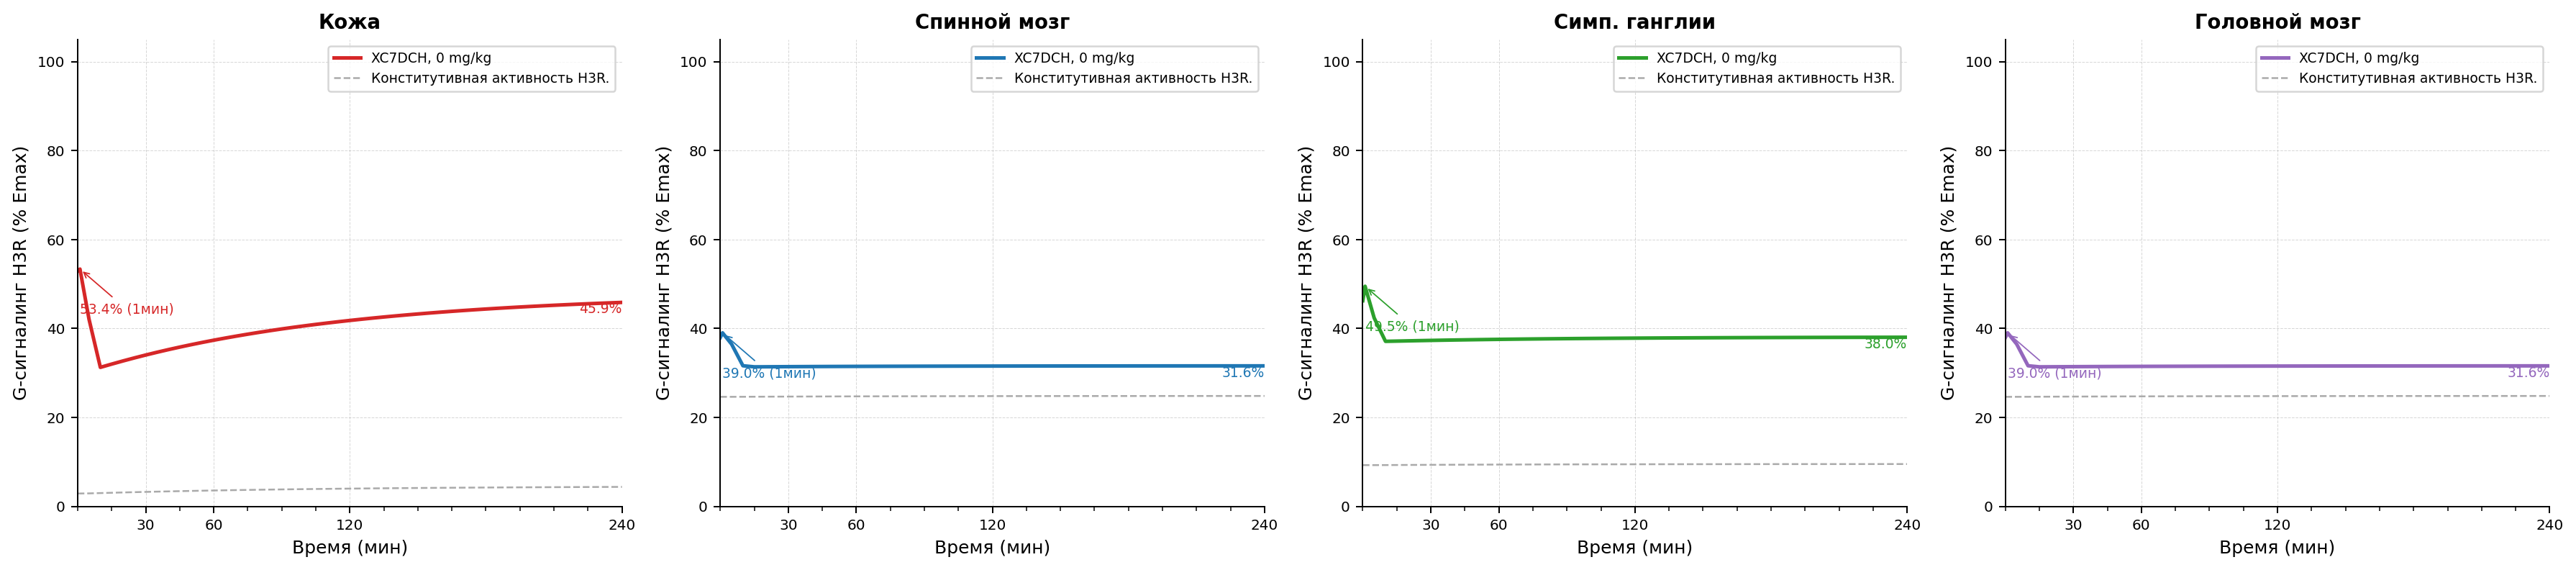 Кожа
XC7DCH, 0 mg/kg
Конститутивная активность H3R.
G-сигналинг H3R (% Emax)
100
80
60
40
20
0
53.4% (1мин)
45.9%
30
60
120
240
Время (мин)
Спинной мозг
XC7DCH, 0 mg/kg
Конститутивная активность H3R.
G-сигналинг H3R (% Emax)
100
80
60
40
20
0
39.0% (1мин)
31.6%
30
60
120
240
Время (мин)
Симп. ганглии
XC7DCH, 0 mg/kg
Конститутивная активность H3R.
G-сигналинг H3R (% Emax)
100
80
60
40
20
0
49.5% (1мин)
38.0%
30
60
120
240
Время (мин)
Головной мозг
XC7DCH, 0 mg/kg
Конститутивная активность H3R.
G-сигналинг H3R (% Emax)
100
80
60
40
20
0
39.0% (1мин)
31.6%
30
60
120
240
Время (мин)